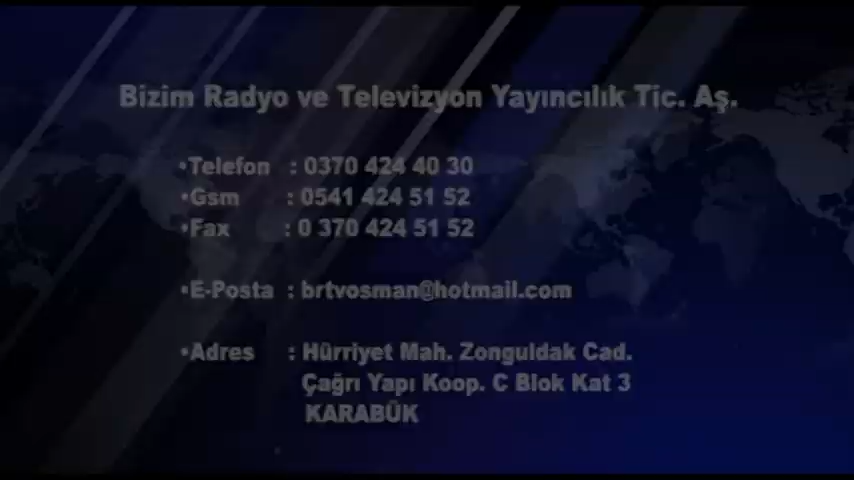 Bizim Radyo ve Televizyon Yayıncılık Tic. Aş.
•Telefon : 0370 424 40 30
•Gsm : 0541 424 51 52
•Fax : 0 370 424 51 52
•E-Posta : brtvosman@hotmail.com
•Adres : Hürriyet Mah. Zonguldak Cad.
Çağrı Yapı Koop. C Blok Kat 3
KARABÜK